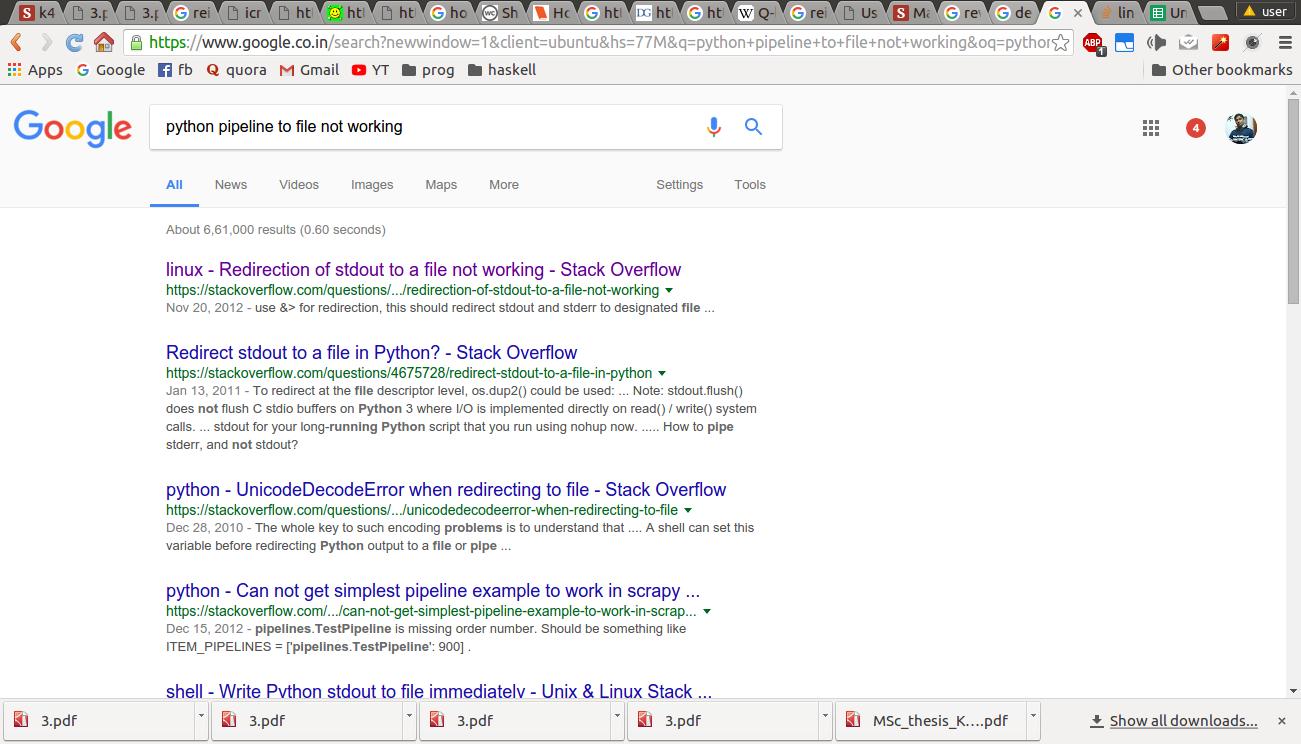 k4
3.p
3.p
rei
icr
ht
htt
ht
ho
Sh
Ho
htt
ht
ht
Q-
rei
Us
Ma
rev
de
lin
Un
user
https://www.google.co.in/search?newwindow=1&client=ubuntu&hs=77M&q=python+pipeline+to+file+not+working&oq=pythor
ABP 1
Apps Google fb quora Gmail YT prog haskell Other bookmarks
Google python pipeline to file not working 4
All News Videos Images Maps More Settings Tools
About 6,61,000 results (0.60 seconds)
linux - Redirection of stdout to a file not working - Stack Overflow
https://stackoverflow.com/questions/.../redirection-of-stdout-to-a-file-not-working
Nov 20, 2012 - use &> for redirection, this should redirect stdout and stderr to designated file ...
Redirect stdout to a file in Python? - Stack Overflow
https://stackoverflow.com/questions/4675728/redirect-stdout-to-a-file-in-python
Jan 13, 2011 - To redirect at the file descriptor level, os.dup2() could be used: ... Note: stdout.flush()
does not flush C stdio buffers on Python 3 where I/O is implemented directly on read() / write() system
calls. ... stdout for your long-running Python script that you run using nohup now. ..... How to pipe
stderr, and not stdout?
python - UnicodeDecodeError when redirecting to file - Stack Overflow
https://stackoverflow.com/questions/.../unicodedecodeerror-when-redirecting-to-file
Dec 28, 2010 - The whole key to such encoding problems is to understand that .... A shell can set this
variable before redirecting Python output to a file or pipe ...
python - Can not get simplest pipeline example to work in scrapy ...
https://stackoverflow.com/.../can-not-get-simplest-pipeline-example-to-work-in-scrap...
Dec 15, 2012 - pipelines.TestPipeline is missing order number. Should be something like
ITEM_PIPELINES = ['pipelines.TestPipeline': 900] .
shell - Write Python stdout to file immediately - Unix & Linux Stack ...
3.pdf 3.pdf 3.pdf 3.pdf MSc_thesis_K....pdf Show all downloads...